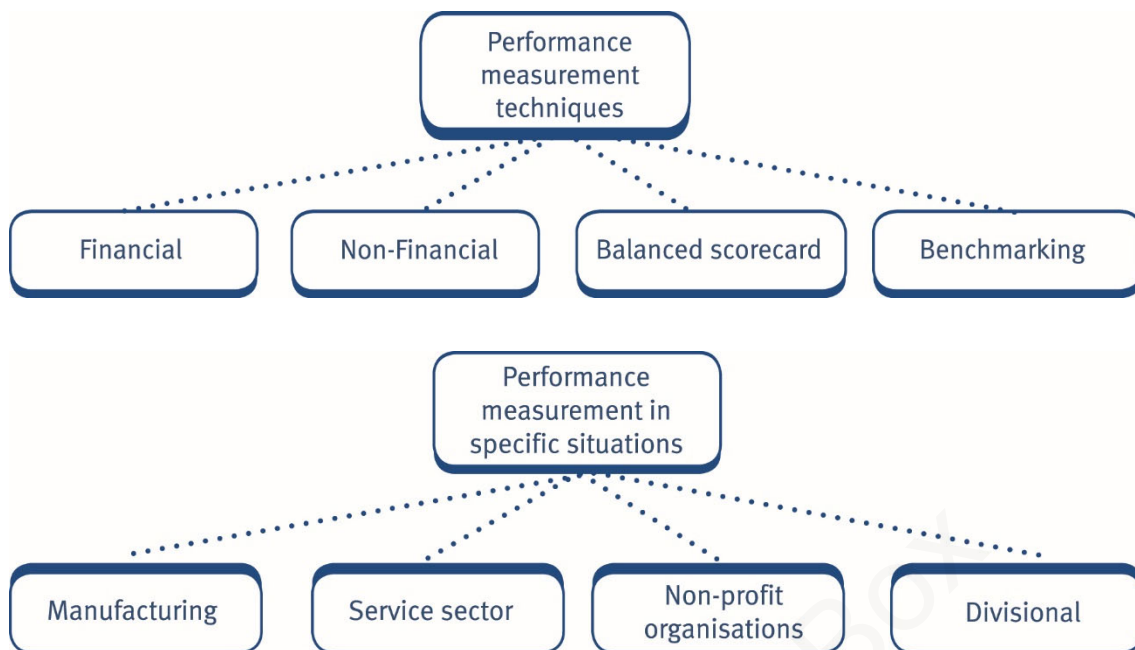 Performance
measurement
techniques
Financial
Non-Financial
Balanced scorecard
Benchmarking
Performance
measurement in
specific situations
Manufacturing
Service sector
Non-profit
organisations
Divisional
Box